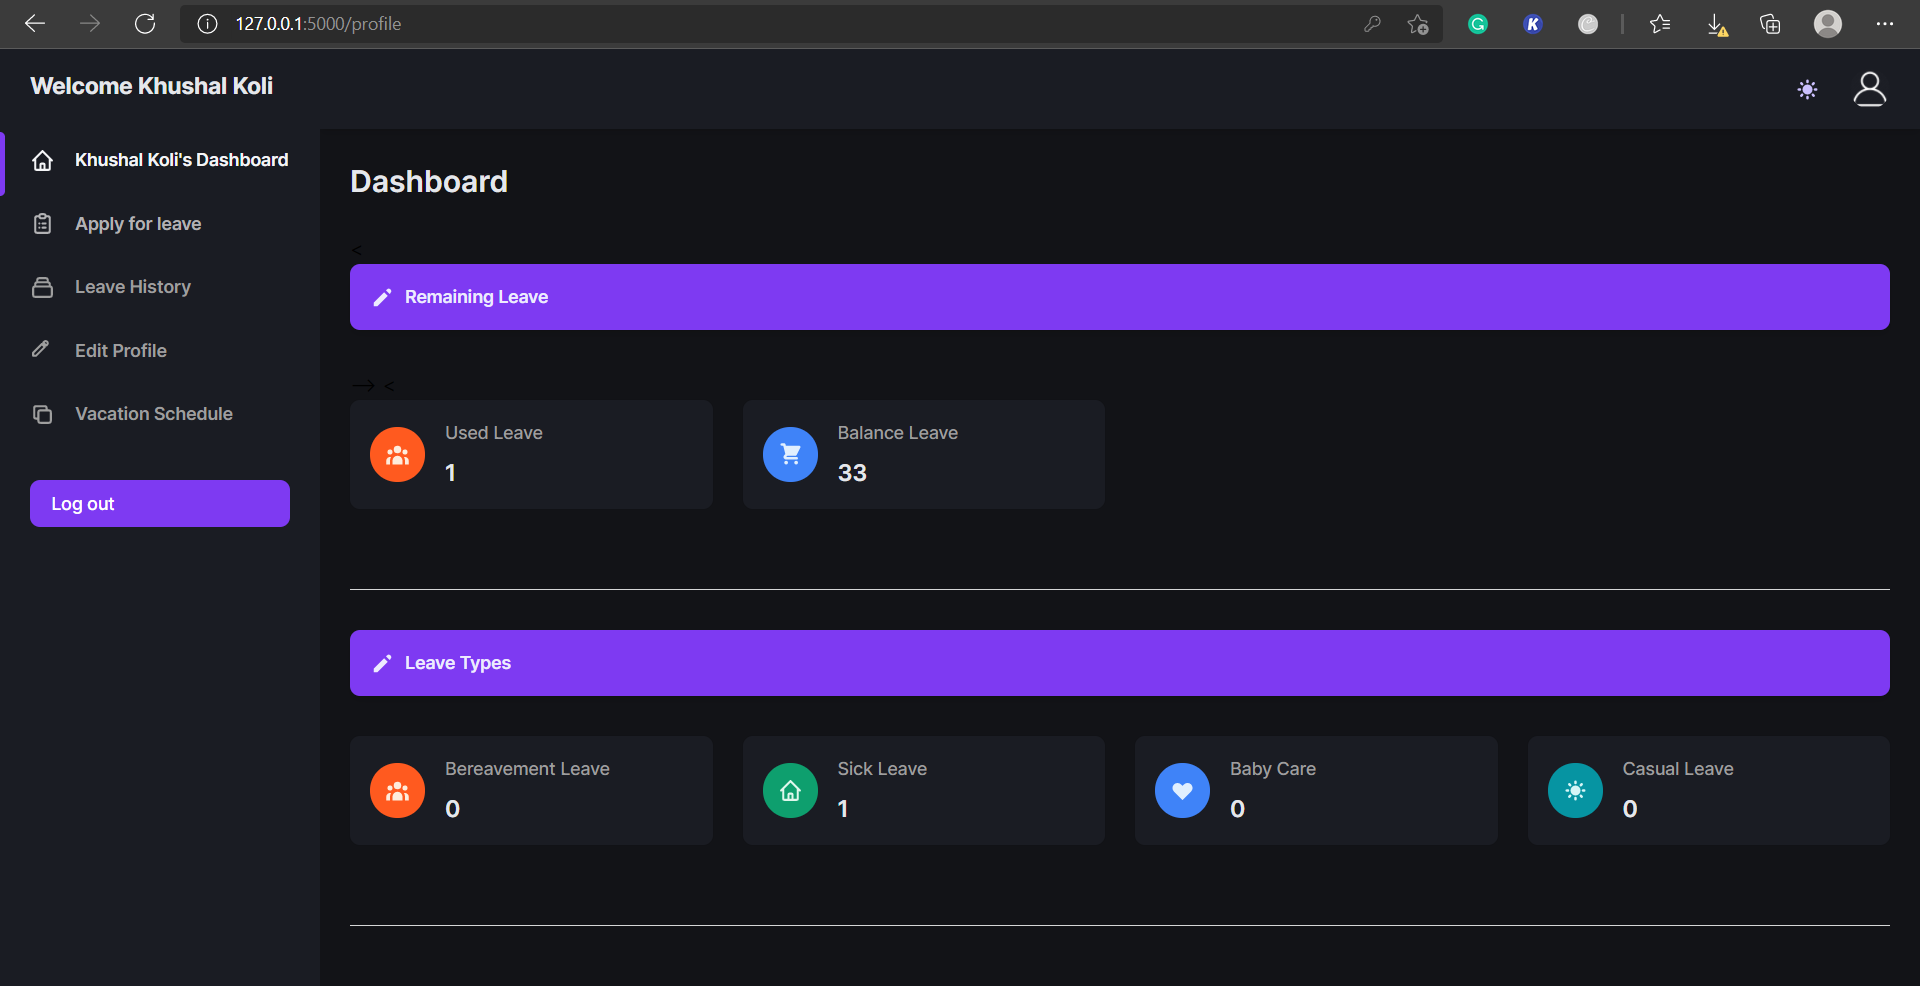 127.0.0.1:5000/profile
Welcome Khushal Koli
Khushal Koli's Dashboard
Apply for leave
Leave History
Edit Profile
Vacation Schedule
Log out
Dashboard
<
Remaining Leave
--> <
Used Leave
1
Balance Leave
33
Leave Types
Bereavement Leave
0
Sick Leave
1
Baby Care
0
Casual Leave
0